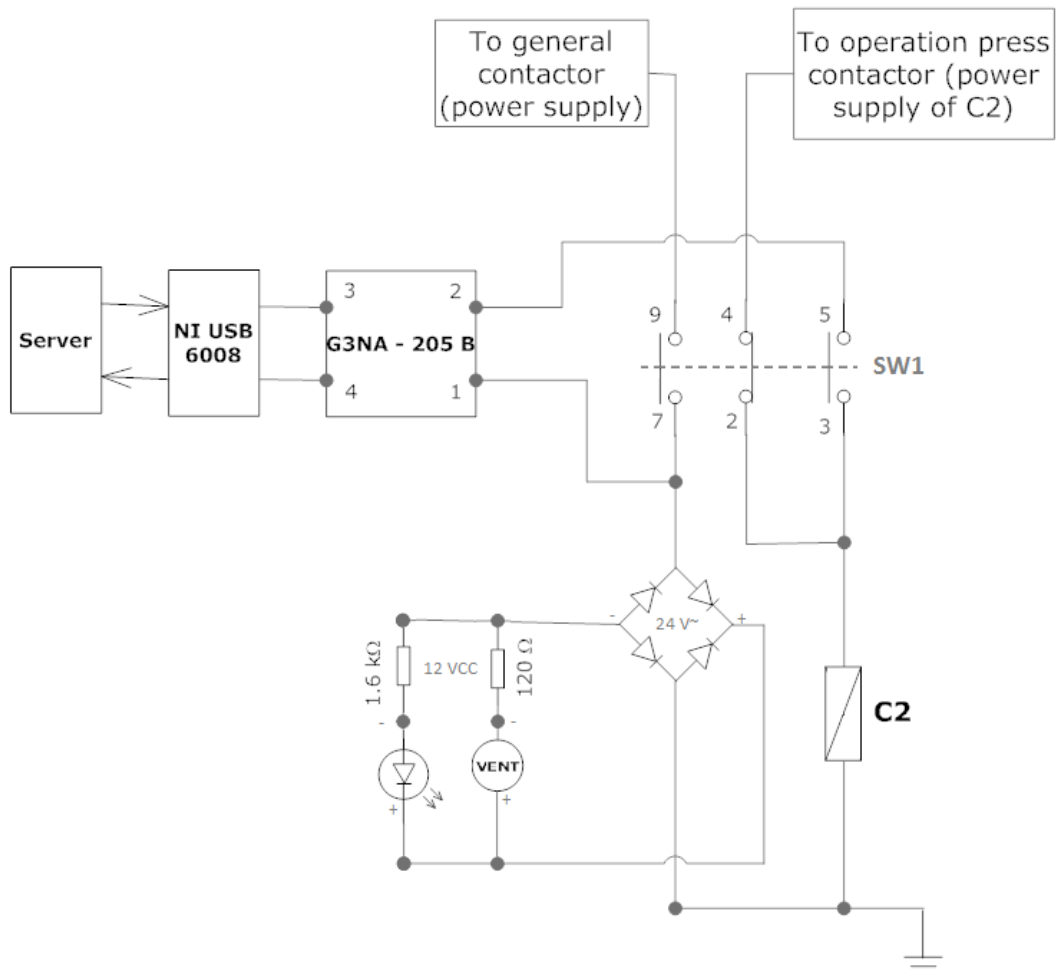 To general
contactor
(power supply)
To operation press
contactor (power
supply of C2)
Server
NI USB
6008
3
2
G3NA - 205 B
4
1
9
4
5
SW1
7
2
3
-
24 V~
+
1.6 kΩ
12 VCC
120 Ω
-
-
C2
VENT
+
+